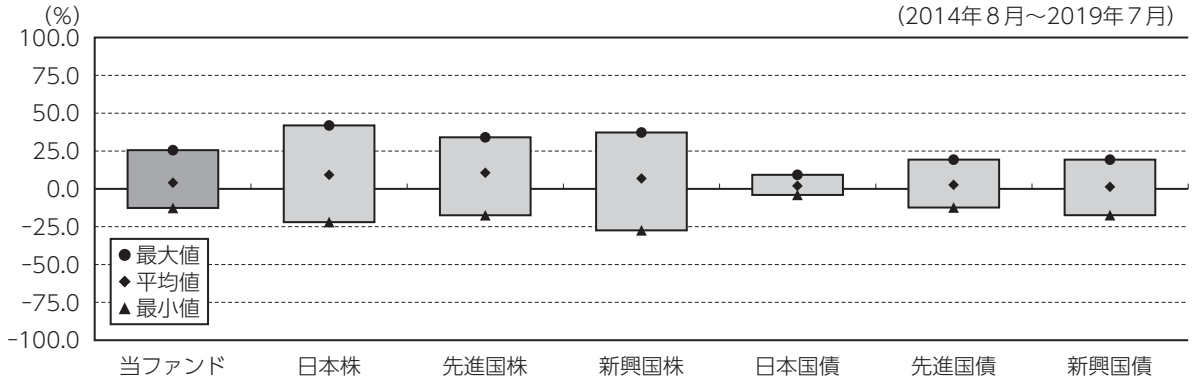 (%)
(2014年8月～2019年7月)
100.0
75.0
50.0
25.0
0.0
-25.0
-50.0
-75.0
-100.0
●最大値
◆平均値
▲最小値
当ファンド 日本株 先進国株 新興国株 日本国債 先進国債 新興国債